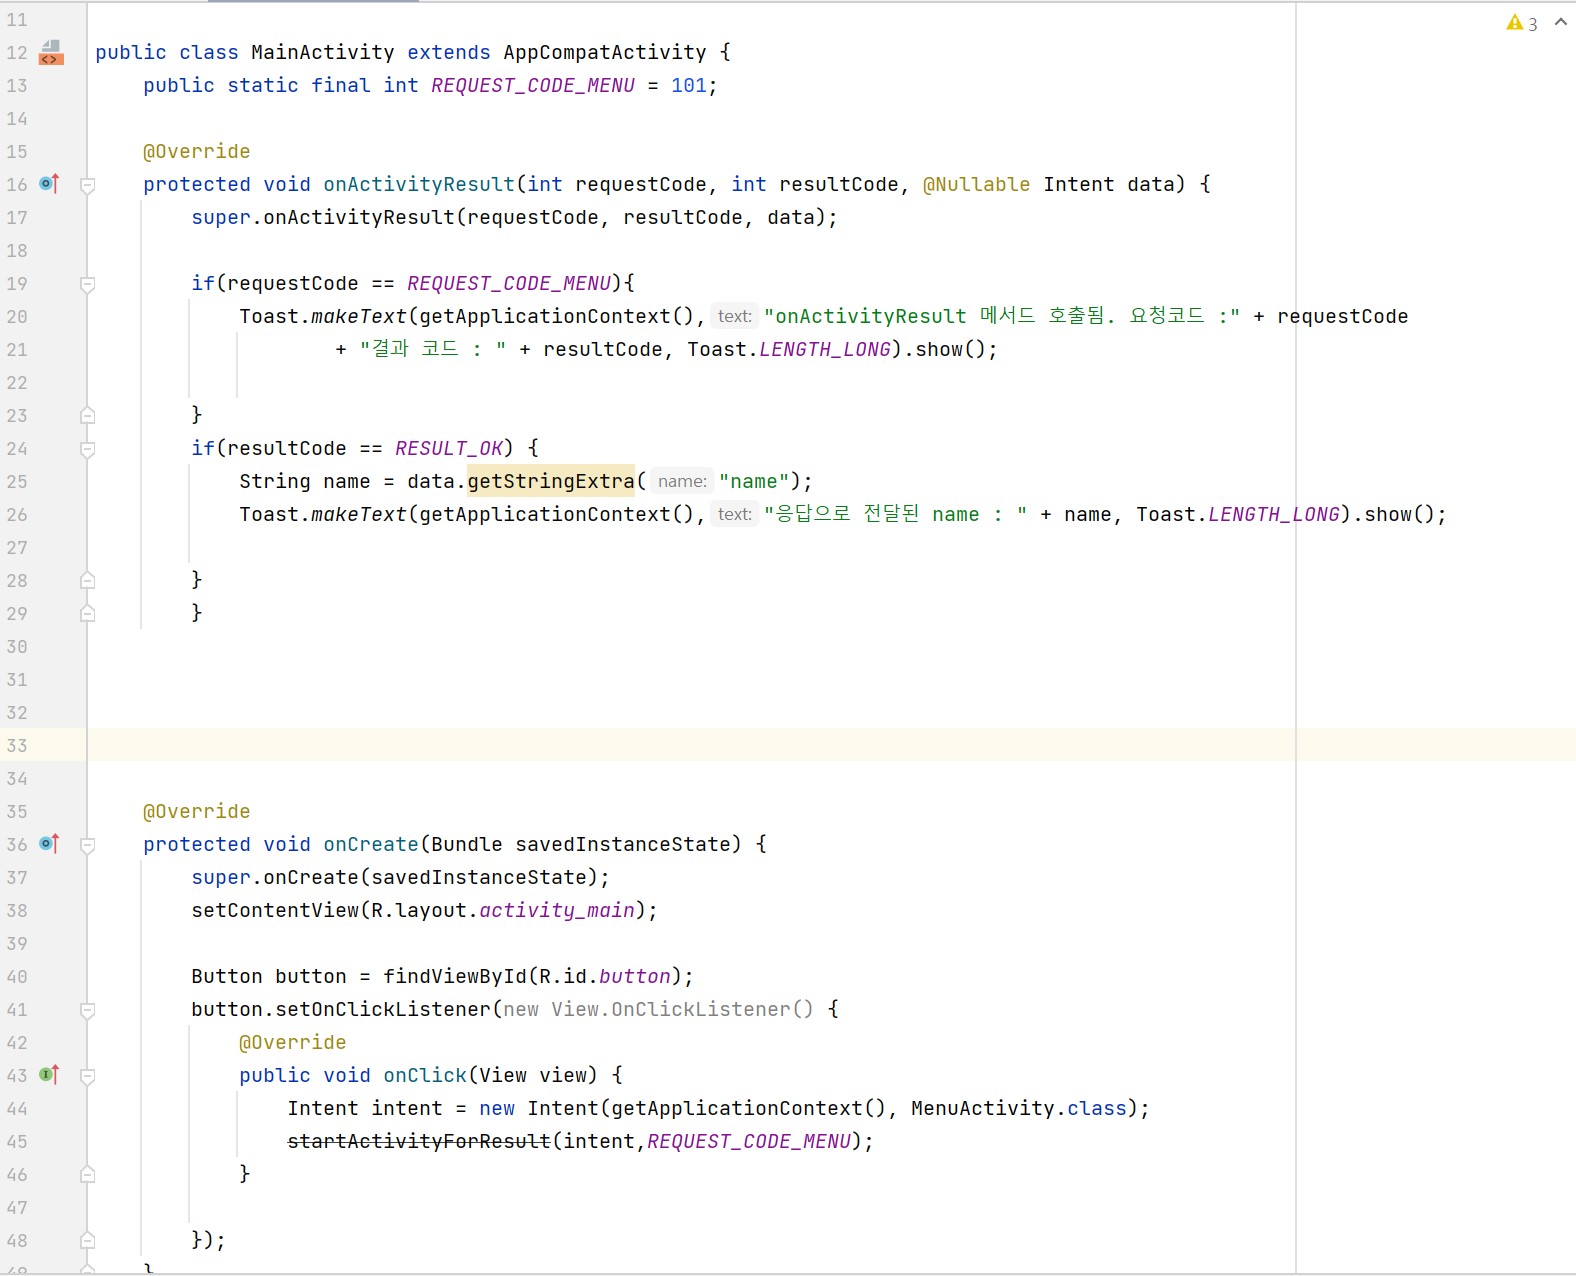 11
3
12 public class MainActivity extends AppCompatActivity {
13 public static final int REQUEST_CODE_MENU = 101;
14
15 @Override
16 protected void onActivityResult(int requestCode, int resultCode, @Nullable Intent data) {
17 super.onActivityResult(requestCode, resultCode, data);
18
19 if(requestCode == REQUEST_CODE_MENU){
20 Toast.makeText(getApplicationContext(), text: "onActivityResult 메서드 호출됨. 요청코드 :" + requestCode
21 + "결과 코드 : " + resultCode, Toast.LENGTH_LONG).show();
22
23 }
24 if(resultCode == RESULT_OK) {
25 String name = data.getStringExtra( name: "name");
26 Toast.makeText(getApplicationContext(), text: "응답으로 전달된 name : " + name, Toast.LENGTH_LONG).show();
27
28 }
29 }
30
31
32
33
34
35 @Override
36 protected void onCreate(Bundle savedInstanceState) {
37 super.onCreate(savedInstanceState);
38 setContentView(R.layout.activity_main);
39
40 Button button = findViewById(R.id.button);
41 button.setOnClickListener(new View.OnClickListener() {
42 @Override
43 public void onClick(View view) {
44 Intent intent = new Intent(getApplicationContext(), MenuActivity.class);
45 startActivityForResult(intent,REQUEST_CODE_MENU);
46 }
47
48 });
49 }